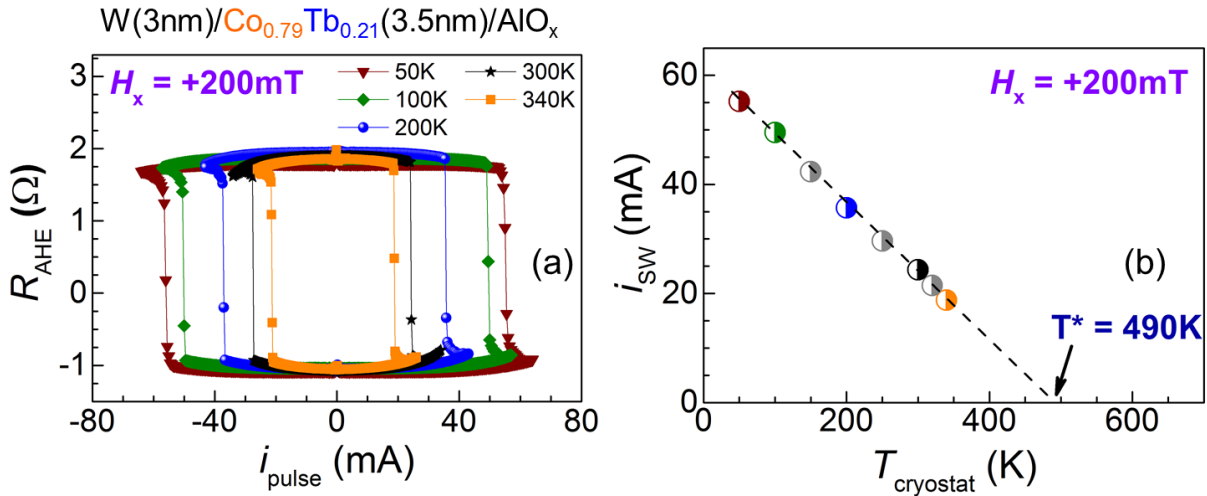 W(3nm)/Co0.79Tb0.21(3.5nm)/AlOx
Hx = +200mT
50K
100K
200K
300K
340K
3
2
1
0
-1
RAHE (Ω)
(a)
-80 -40 0 40 80
ipulse (mA)
60
40
20
0
iSW (mA)
Hx = +200mT
(b)
T* = 490K
0 200 400 600
Tcryostat (K)